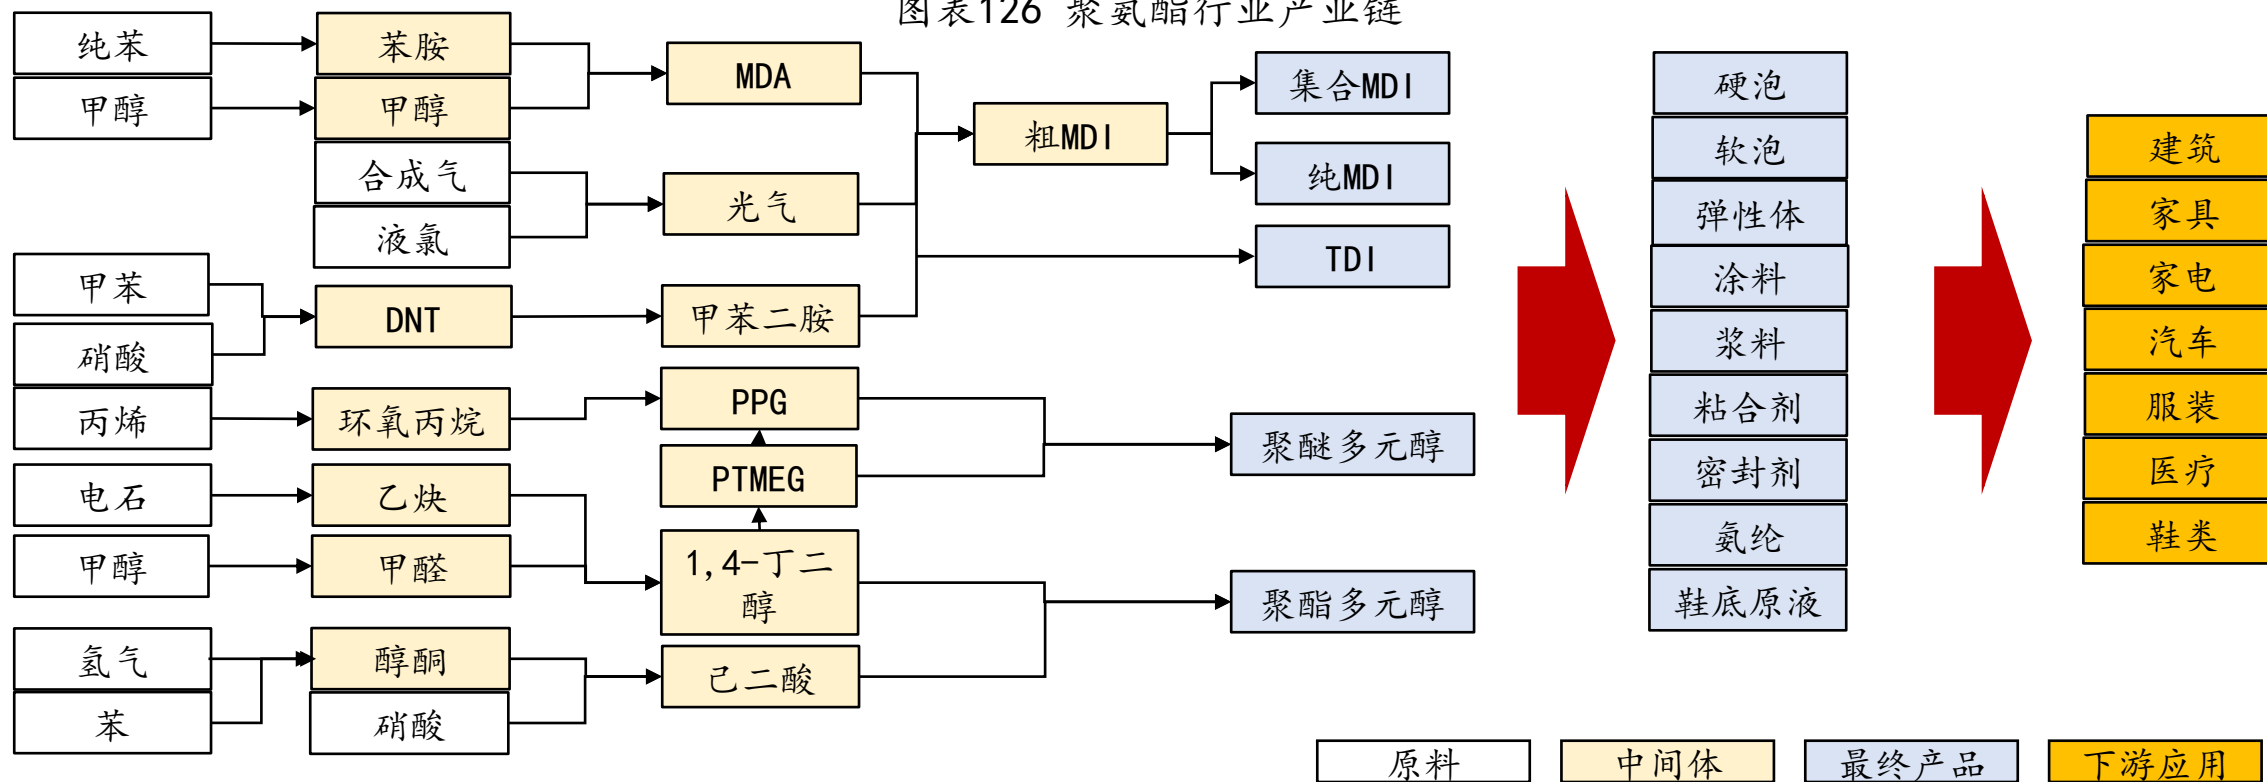 图表126 聚氨酯行业产业链
纯苯
苯胺
MDA
集合MDI
硬泡
甲醇
甲醇
粗MDI
软泡
建筑
合成气
光气
纯MDI
弹性体
家具
液氯
甲苯
DNT
甲苯二胺
TDI
涂料
家电
硝酸
浆料
汽车
丙烯
环氧丙烷
PPG
聚醚多元醇
粘合剂
服装
电石
乙炔
PTMEG
密封剂
医疗
甲醇
甲醛
1,4-丁二
醇
聚酯多元醇
氨纶
鞋类
鞋底原液
氢气
醇酮
己二酸
苯
硝酸
原料
中间体
最终产品
下游应用